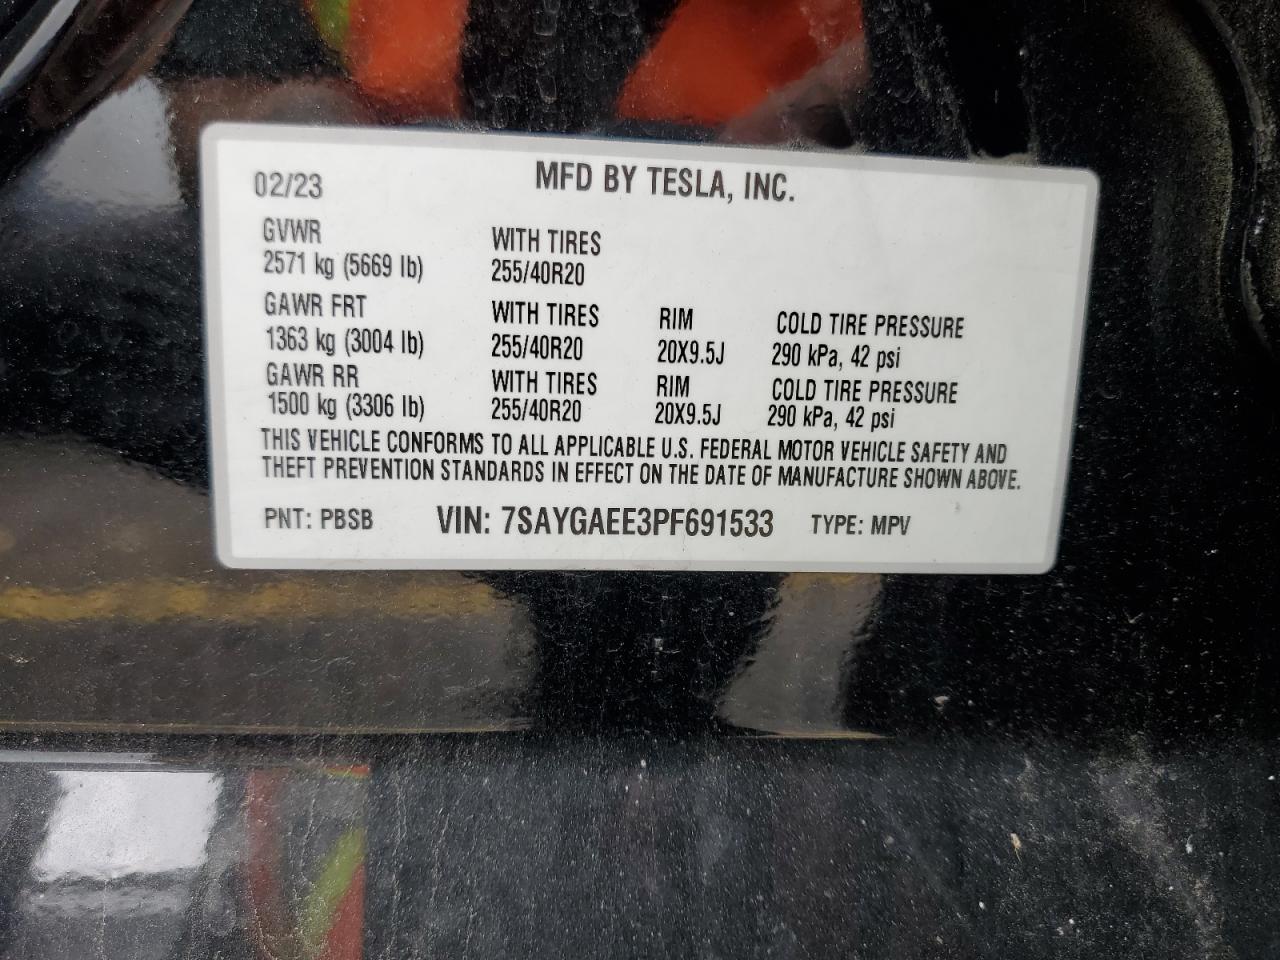 02/23 MFD BY TESLA, INC.
GVWR WITH TIRES
2571 kg (5669 lb) 255/40R20
GAWR FRT WITH TIRES RIM COLD TIRE PRESSURE
1363 kg (3004 lb) 255/40R20 20X9.5J 290 kPa, 42 psi
GAWR RR WITH TIRES RIM COLD TIRE PRESSURE
1500 kg (3306 lb) 255/40R20 20X9.5J 290 kPa, 42 psi
THIS VEHICLE CONFORMS TO ALL APPLICABLE U.S. FEDERAL MOTOR VEHICLE SAFETY AND
THEFT PREVENTION STANDARDS IN EFFECT ON THE DATE OF MANUFACTURE SHOWN ABOVE.
PNT: PBSB VIN: 7SAYGAEE3PF691533 TYPE: MPV